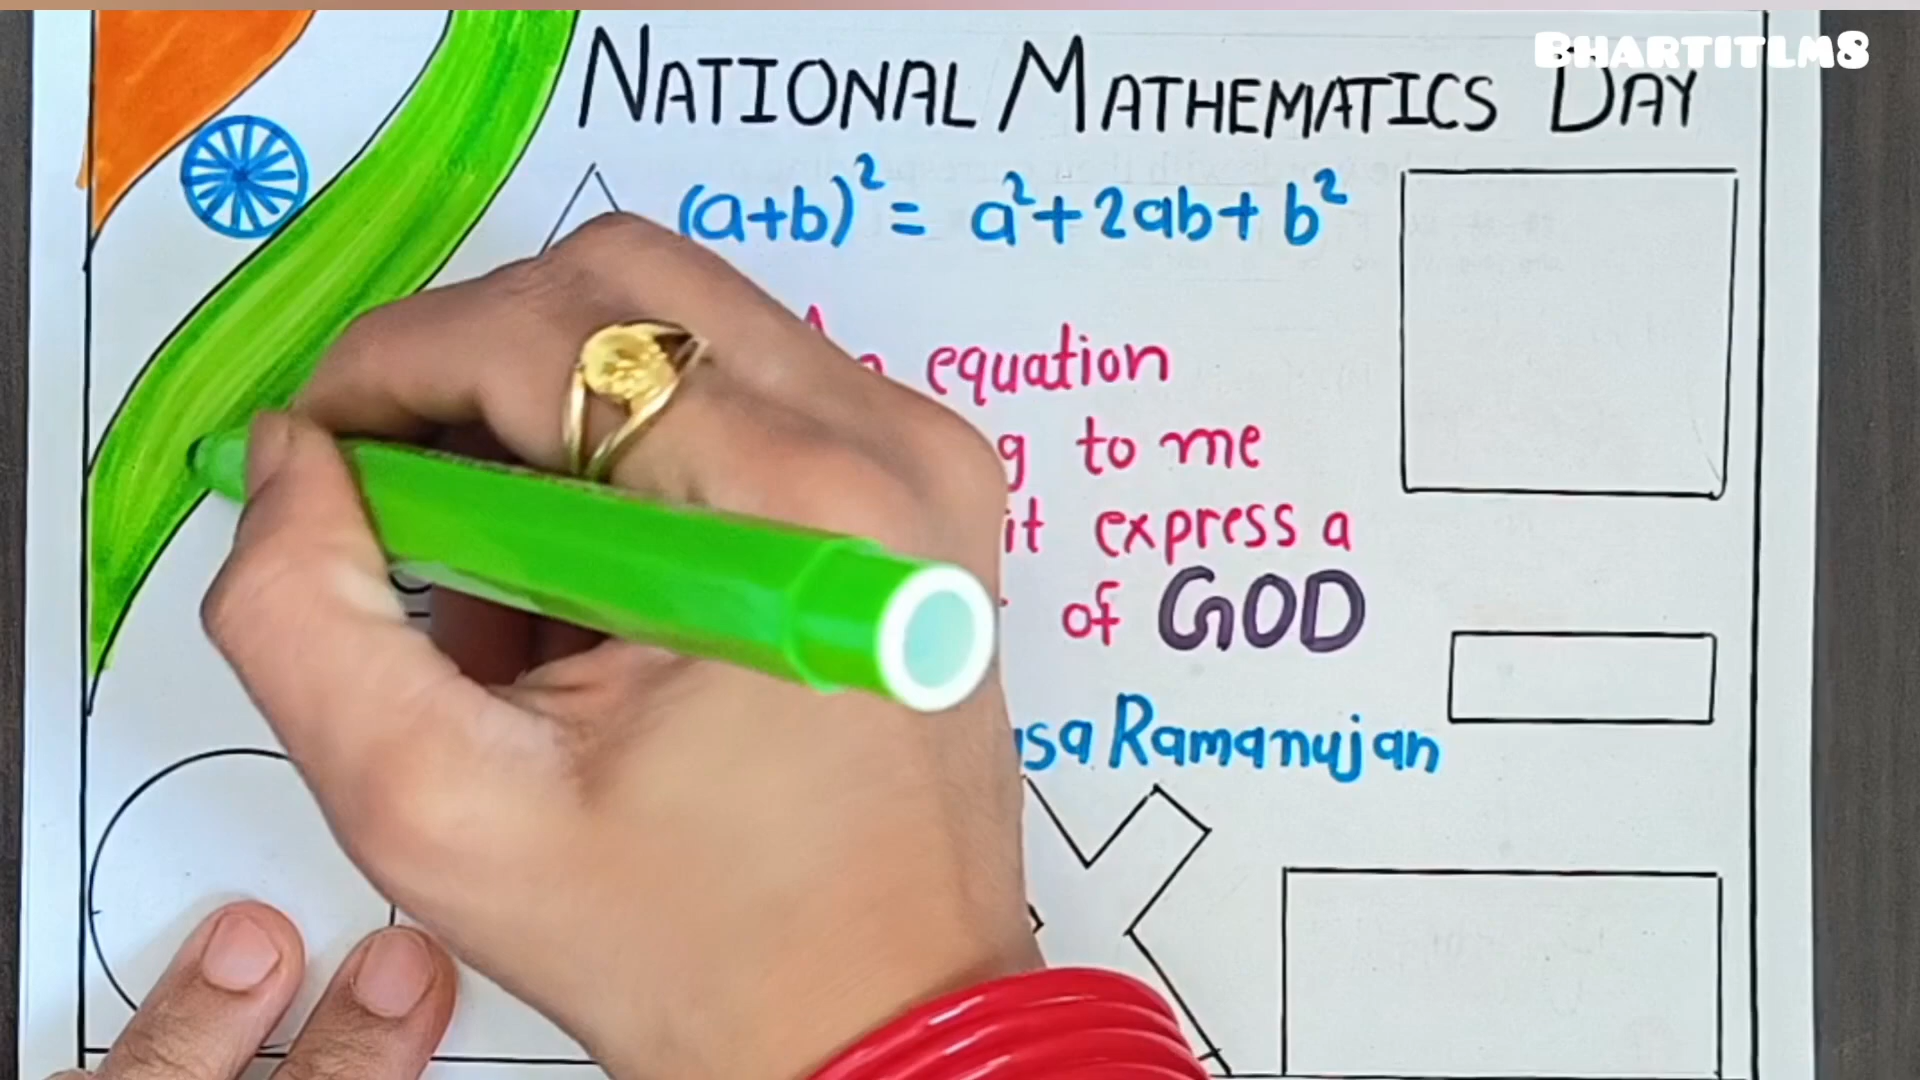 BHARTITLM8
NATIONAL MATHEMATICS DAY
(a+b)² = a²+2ab+b²
equation
to me
it express a
of GOD
Ramanujan